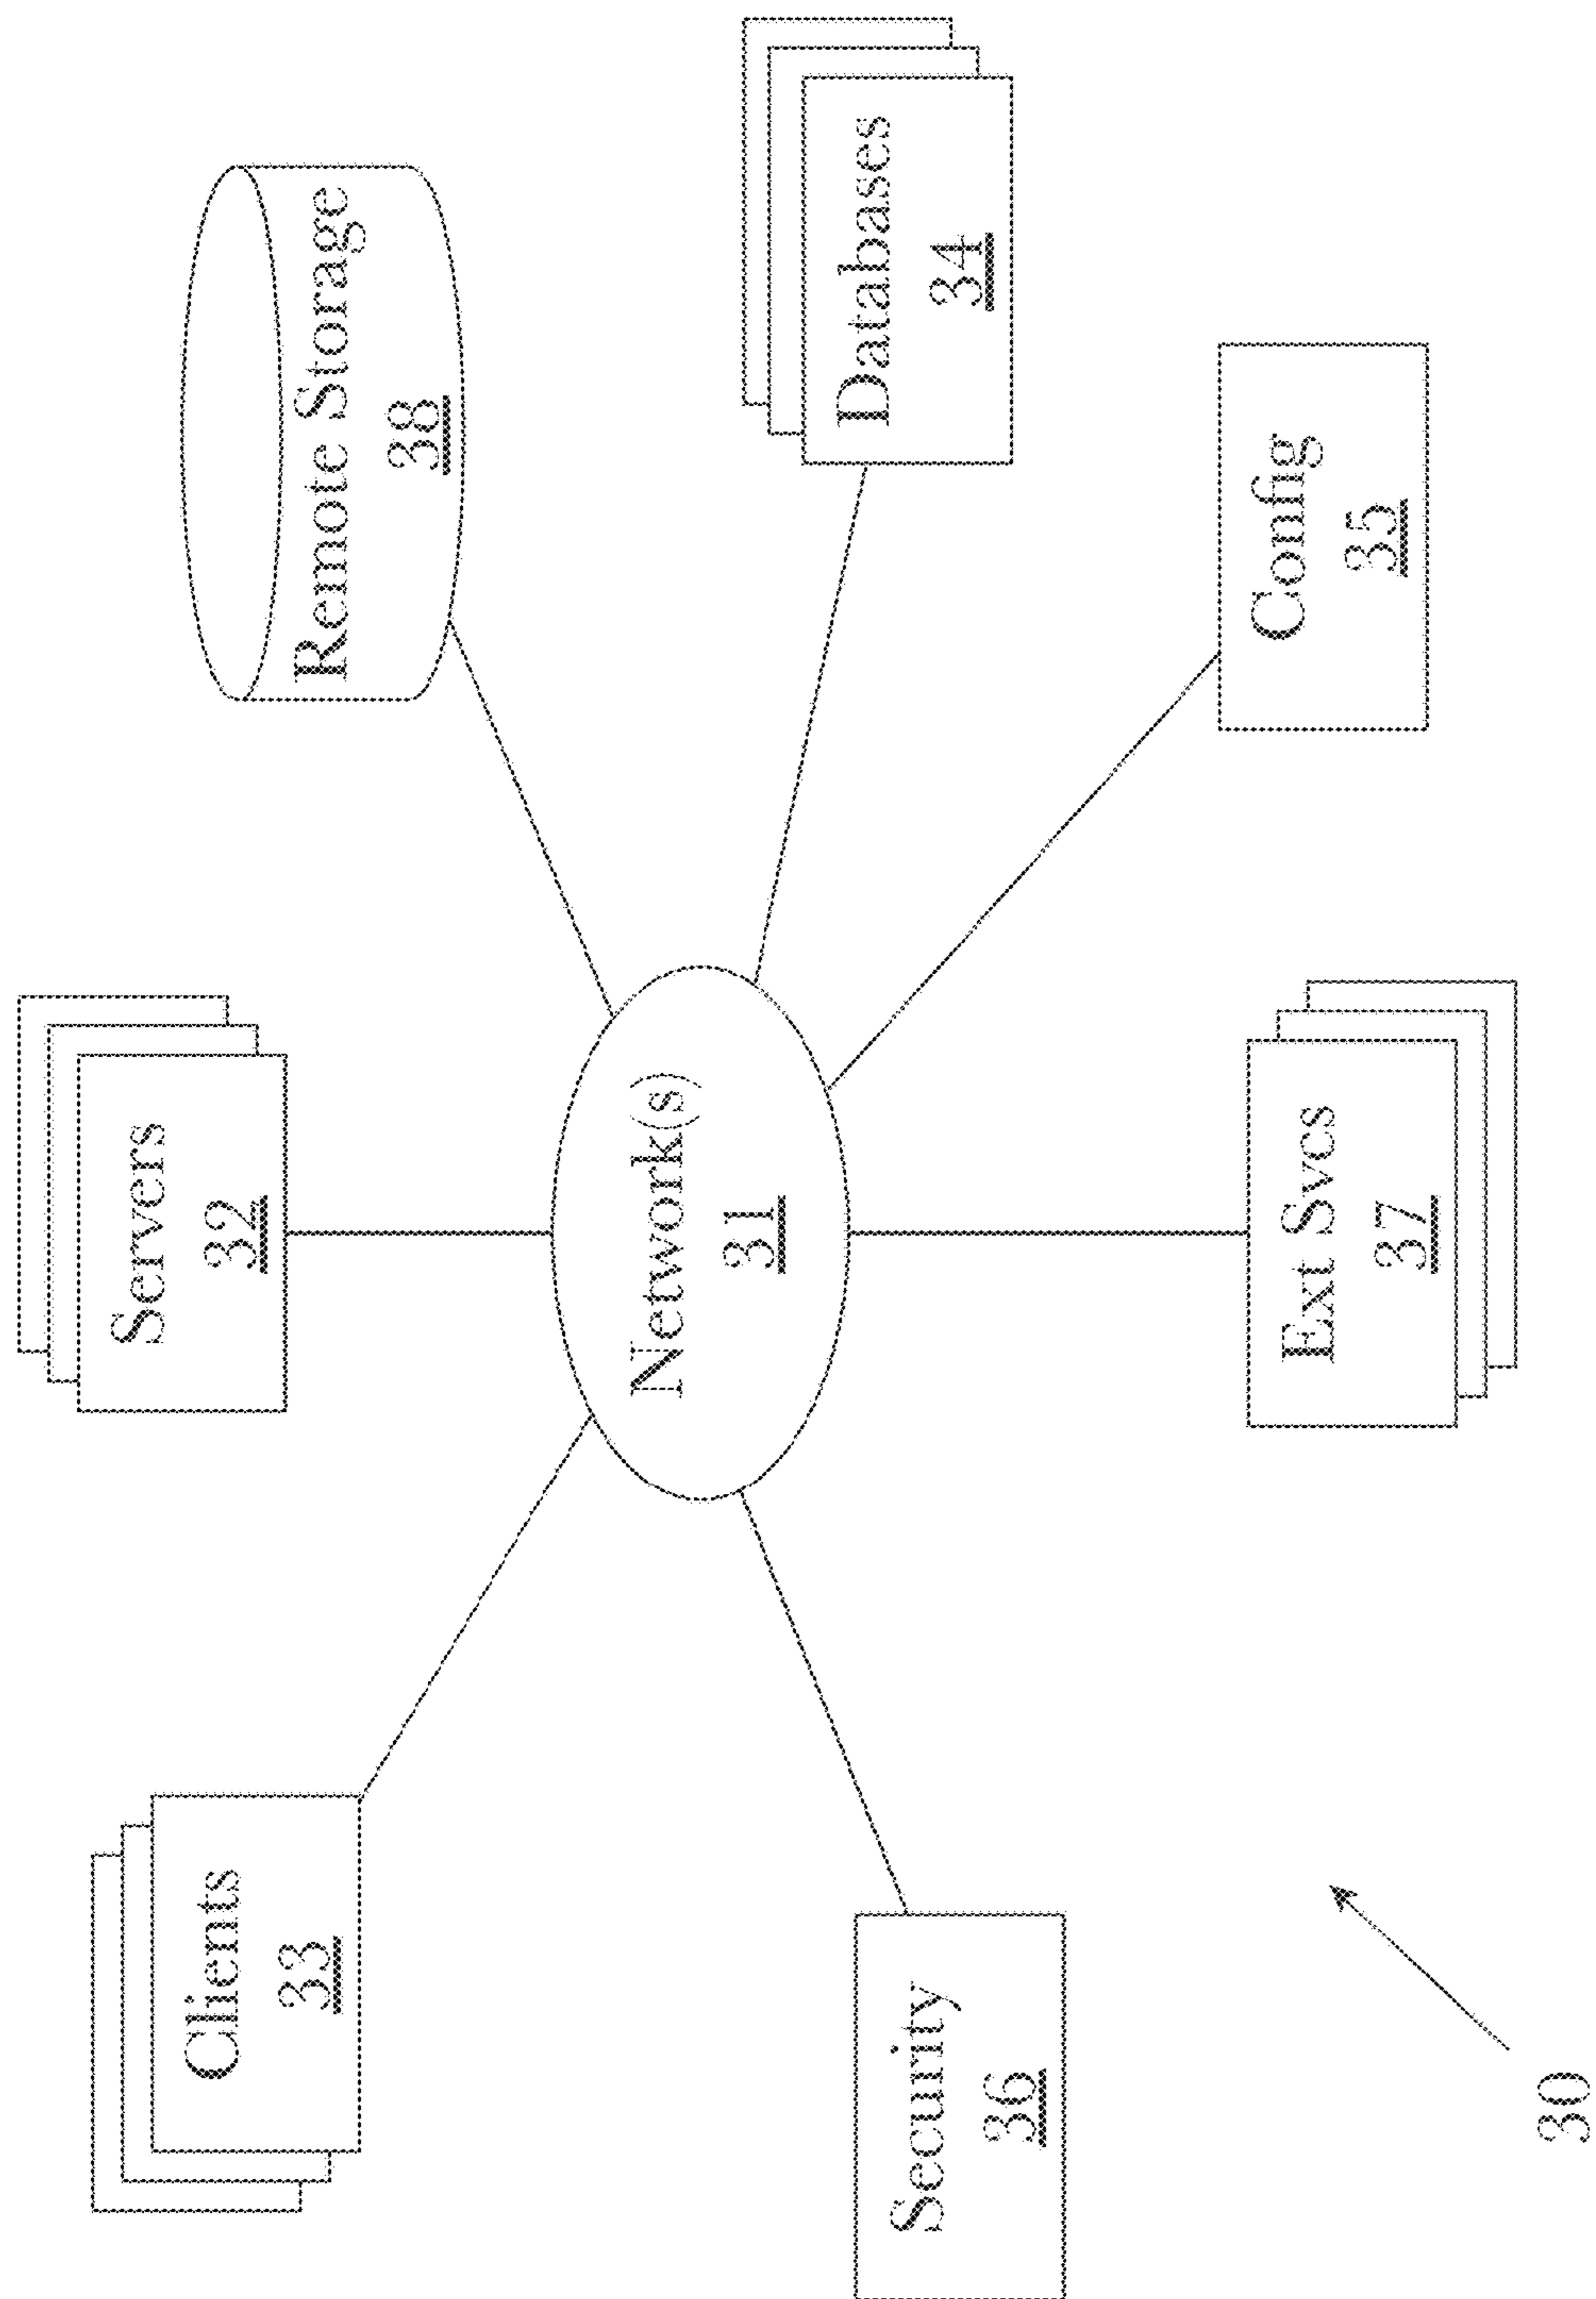 Clients
33
Servers
32
Remote Storage
38
Network(s)
31
Databases
34
Security
36
Ext Svcs
37
Config
35
30